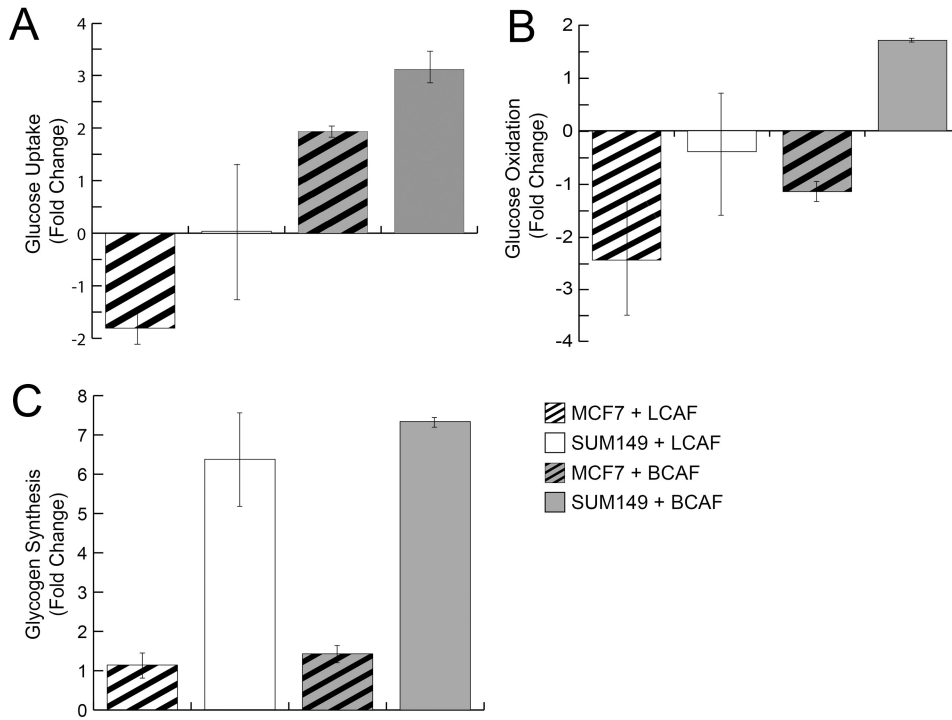 A
Glucose Uptake
(Fold Change)
4
3
2
1
0
-1
-2
B
Glucose Oxidation
(Fold Change)
2
1
0
-1
-2
-3
-4
C
Glycogen Synthesis
(Fold Change)
8
7
6
5
4
3
2
1
0
MCF7 + LCAF
SUM149 + LCAF
MCF7 + BCAF
SUM149 + BCAF